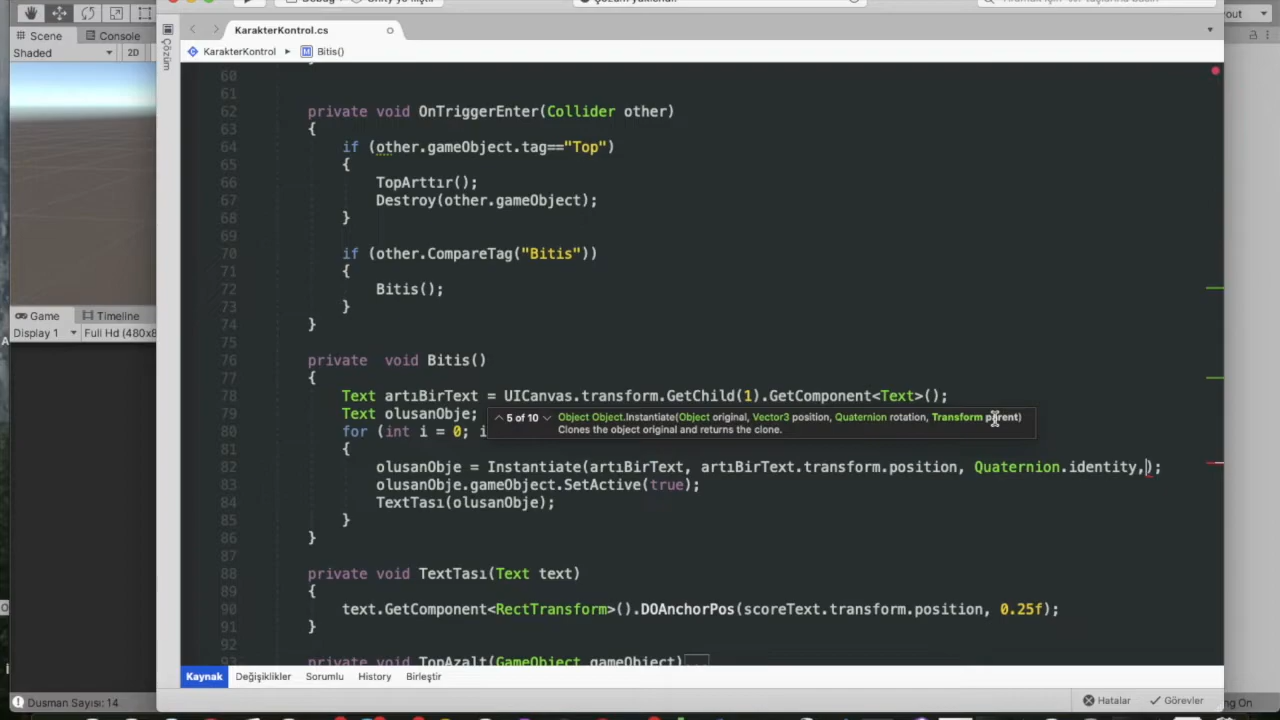 Scene
Console
Shaded
2D
Game
Timeline
Display 1
Full Hd (480x8
Dusman Sayısı: 14
KarakterKontrol.cs
KarakterKontrol
Bitis()
Çözüm
60
61
62 private void OnTriggerEnter(Collider other)
63 {
64 if (other.gameObject.tag=="Top")
65 {
66 TopArttır();
67 Destroy(other.gameObject);
68 }
69
70 if (other.CompareTag("Bitis"))
71 {
72 Bitis();
73 }
74 }
75
76 private void Bitis()
77 {
78 Text artıBirText = UICanvas.transform.GetChild(1).GetComponent<Text>();
79 Text olusanObje;
5 of 10 Object Object.Instantiate(Object original, Vector3 position, Quaternion rotation, Transform parent)
Clones the object original and returns the clone.
80 for (int i = 0; i
81 {
82 olusanObje = Instantiate(artıBirText, artıBirText.transform.position, Quaternion.identity,);
83 olusanObje.gameObject.SetActive(true);
84 TextTası(olusanObje);
85 }
86 }
87
88 private void TextTası(Text text)
89 {
90 text.GetComponent<RectTransform>().DOAnchorPos(scoreText.transform.position, 0.25f);
91 }
92
93 private void TopAzalt(GameObject gameObject)...
Kaynak Değişiklikler Sorumlu History Birleştir
Hatalar Görevler
ng On